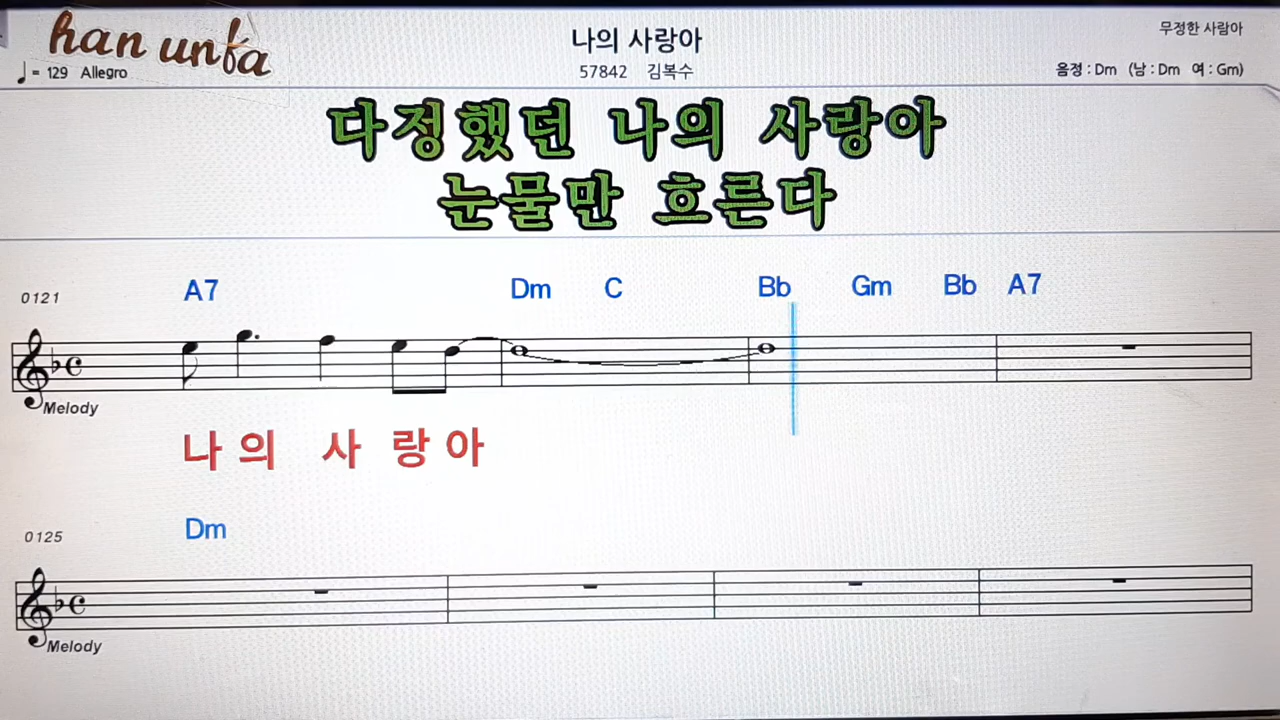 han unfa
나의 사랑아
무정한 사람아
♩= 129 Allegro
57842 김복수
음정 : Dm (남 : Dm 여 : Gm)
다정했던 나의 사랑아
눈물만 흐른다
A7 Dm C Bb Gm Bb A7
0121
Melody
나 의 사 랑 아
Dm
0125
Melody